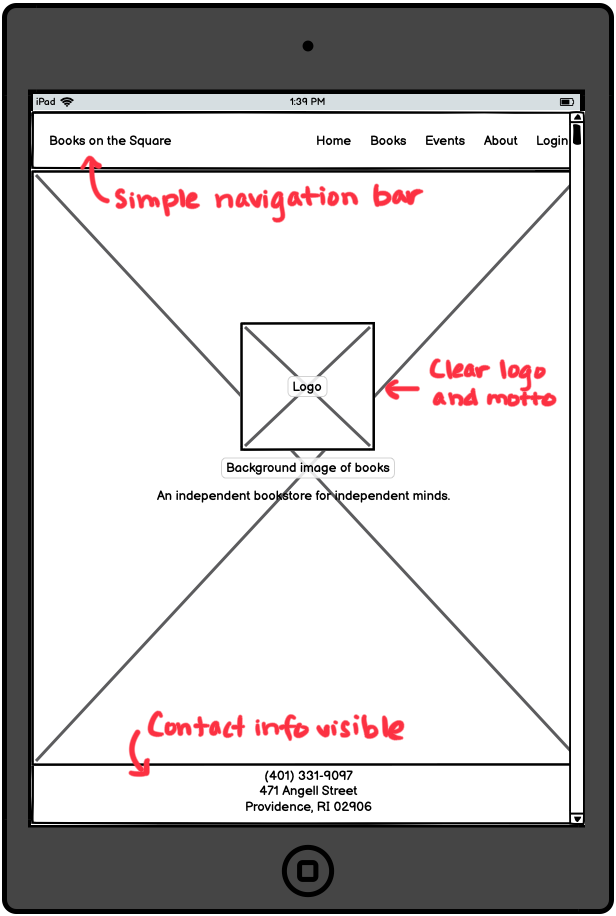 iPad 1:39 PM
Books on the Square Home Books Events About Login
Simple navigation bar
Logo
Clear logo
and motto
Background image of books
An independent bookstore for independent minds.
Contact info visible
(401) 331-9097
471 Angell Street
Providence, RI 02906